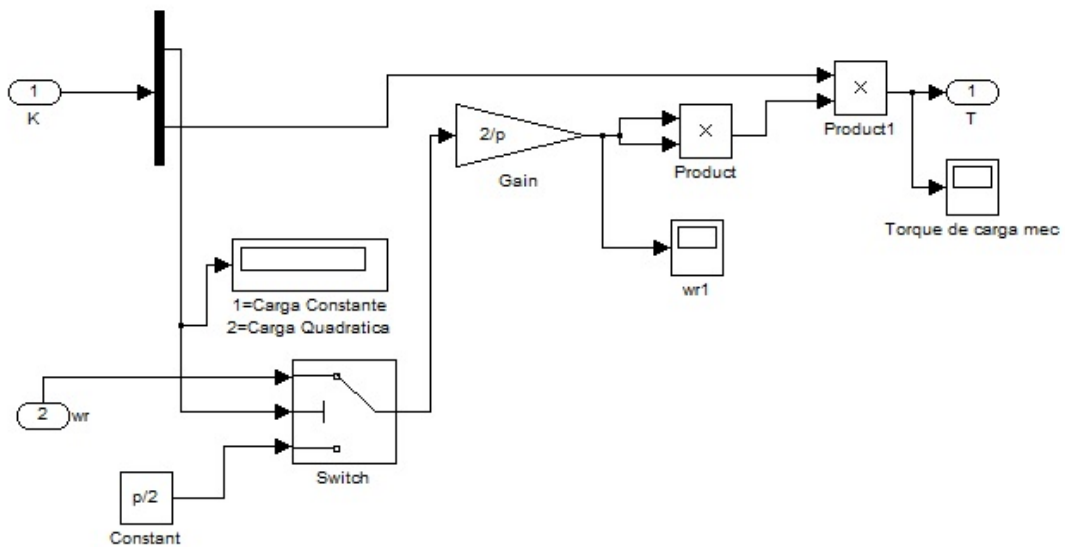 1
K
2/p
Gain
×
Product
×
Product1
1
T
Torque de carga mec
wr1
1=Carga Constante
2=Carga Quadratica
2
wr
Switch
p/2
Constant